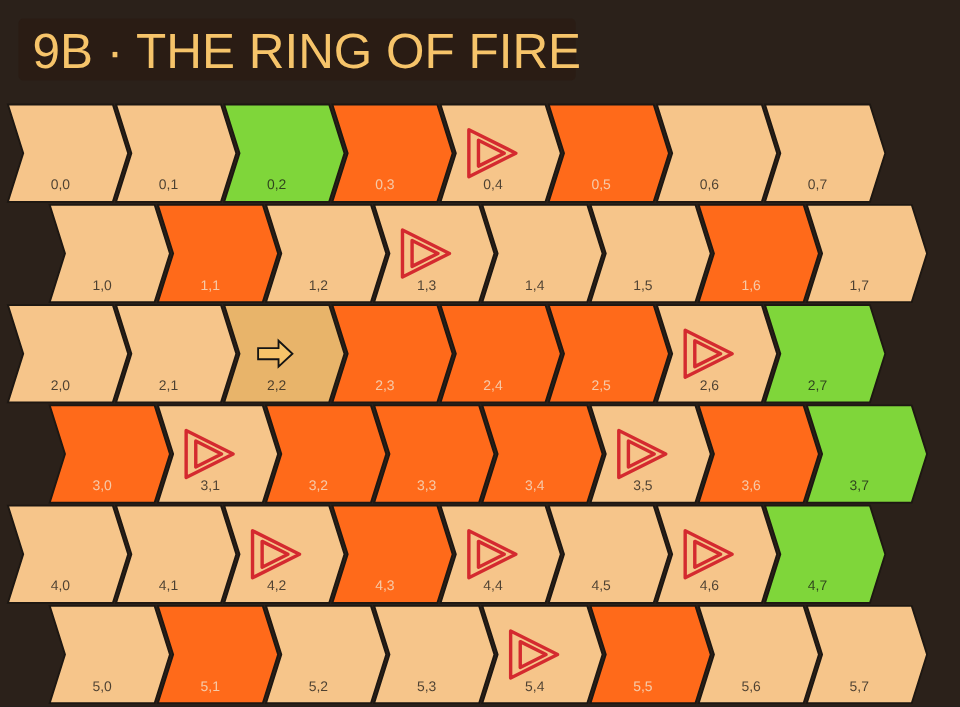 9B · THE RING OF FIRE
0,0 0,1 0,2 0,3 0,4 0,5 0,6 0,7
1,0 1,1 1,2 1,3 1,4 1,5 1,6 1,7
2,0 2,1 2,2 2,3 2,4 2,5 2,6 2,7
3,0 3,1 3,2 3,3 3,4 3,5 3,6 3,7
4,0 4,1 4,2 4,3 4,4 4,5 4,6 4,7
5,0 5,1 5,2 5,3 5,4 5,5 5,6 5,7